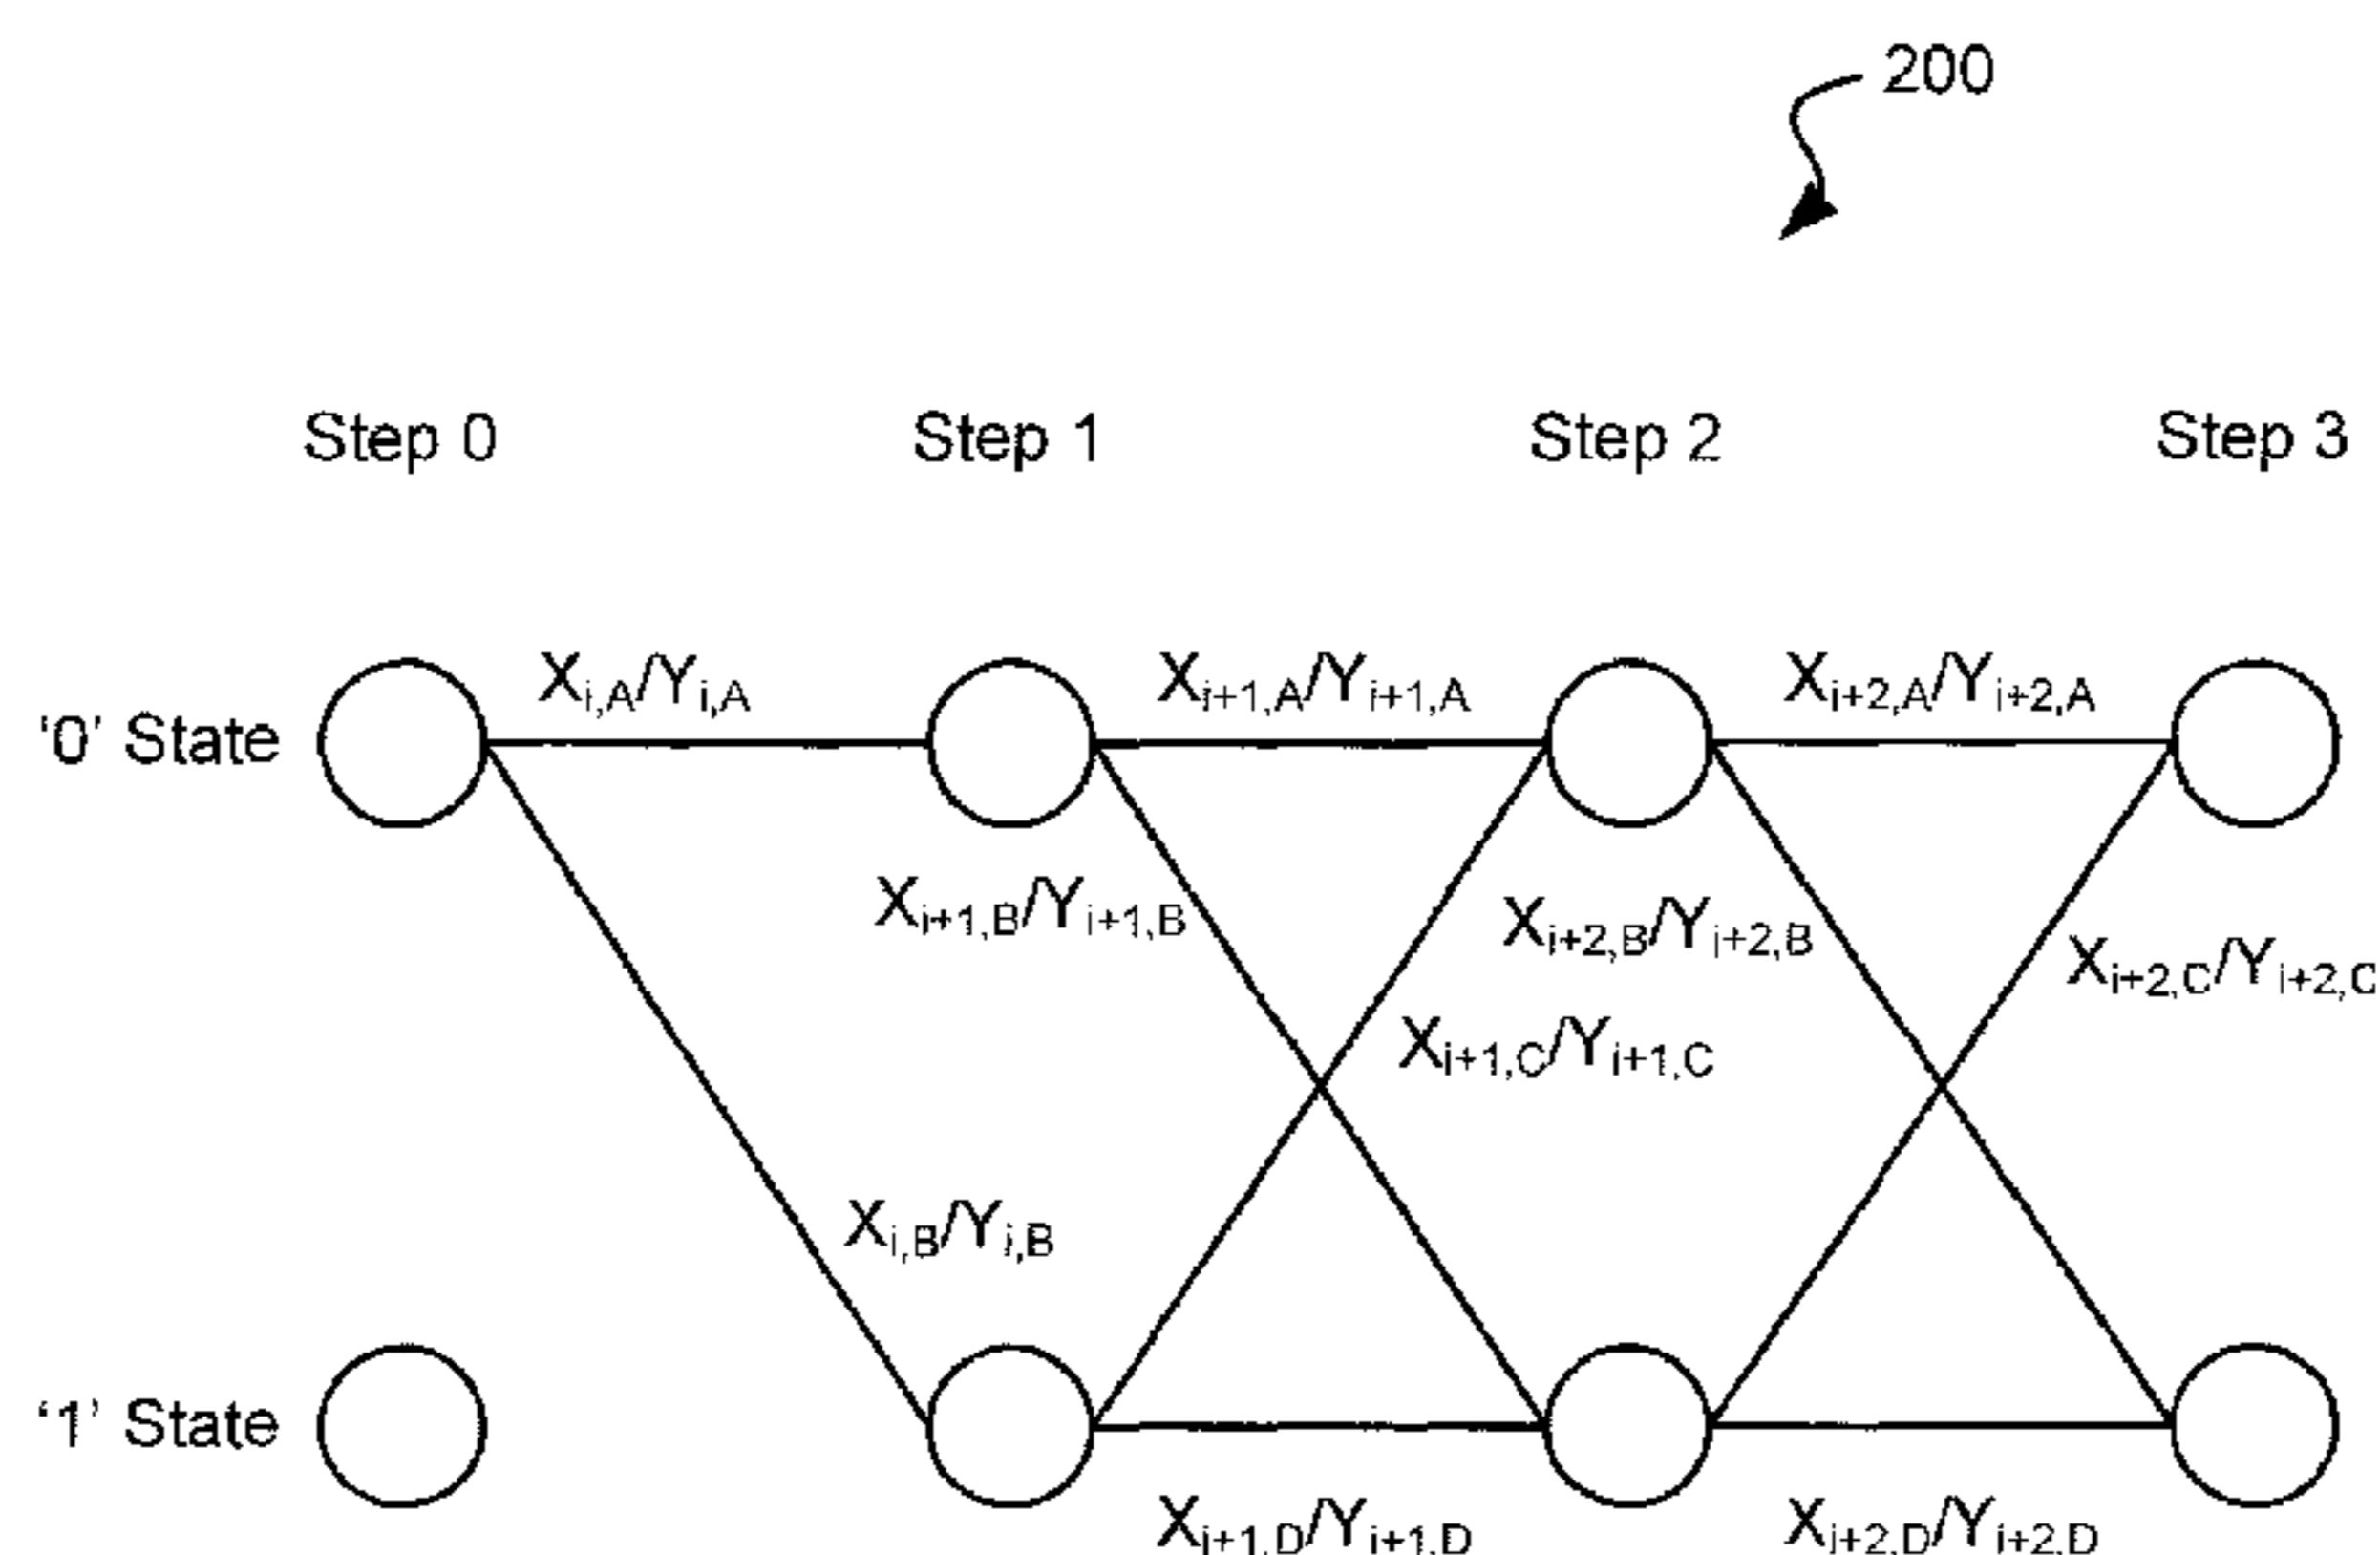 200
Step 0 Step 1 Step 2 Step 3
X_{i,A}/Y_{i,A} X_{i+1,A}/Y_{i+1,A} X_{i+2,A}/Y_{i+2,A}
‘0’ State
X_{i+1,B}/Y_{i+1,B} X_{i+2,B}/Y_{i+2,B}
X_{i+2,C}/Y_{i+2,C}
X_{i+1,C}/Y_{i+1,C}
X_{i,B}/Y_{i,B}
‘1’ State
X_{i+1,D}/Y_{i+1,D} X_{i+2,D}/Y_{i+2,D}